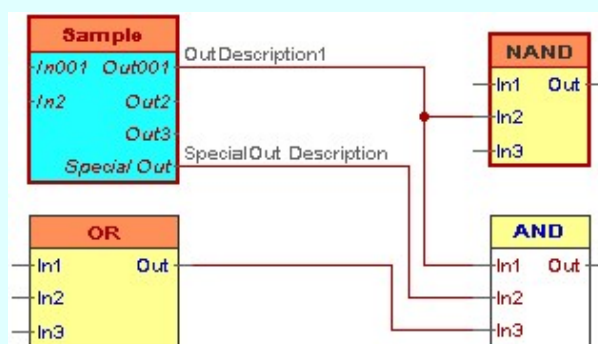 Sample
In001 Out001
In2 Out2
Out3
Special Out
OutDescription1
SpecialOut Description
NAND
In1 Out
In2
In3
OR
In1 Out
In2
In3
AND
In1 Out
In2
In3